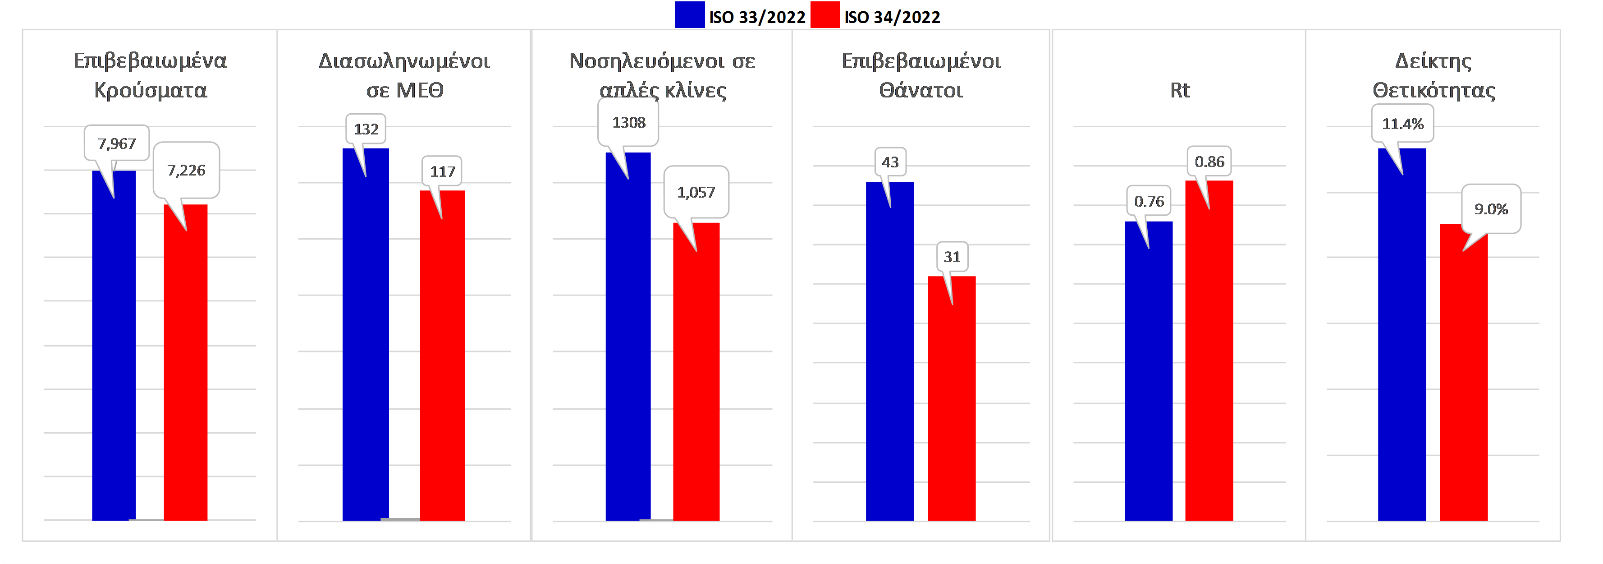 ISO 33/2022 ISO 34/2022
Επιβεβαιωμένα
Κρούσματα
7,967
7,226
Διασωληνωμένοι
σε ΜΕΘ
132
117
Νοσηλευόμενοι σε
απλές κλίνες
1308
1,057
Επιβεβαιωμένοι
Θάνατοι
43
31
Rt
0.76
0.86
Δείκτης
Θετικότητας
11.4%
9.0%